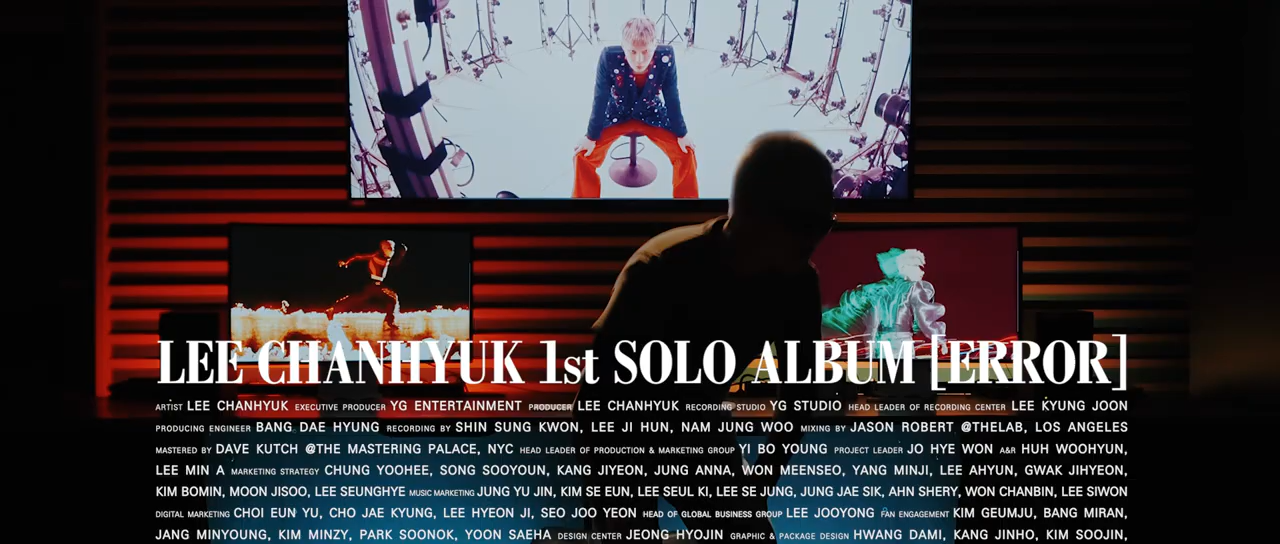 LEE CHANHYUK 1st SOLO ALBUM [ERROR]
ARTIST LEE CHANHYUK EXECUTIVE PRODUCER YG ENTERTAINMENT PRODUCER LEE CHANHYUK RECORDING STUDIO YG STUDIO HEAD LEADER OF RECORDING CENTER LEE KYUNG JOON
PRODUCING ENGINEER BANG DAE HYUNG RECORDING BY SHIN SUNG KWON, LEE JI HUN, NAM JUNG WOO MIXING BY JASON ROBERT @THELAB, LOS ANGELES
MASTERED BY DAVE KUTCH @THE MASTERING PALACE, NYC HEAD LEADER OF PRODUCTION & MARKETING GROUP YI BO YOUNG PROJECT LEADER JO HYE WON A&R HUH WOOHYUN,
LEE MIN A MARKETING STRATEGY CHUNG YOOHEE, SONG SOOYOUN, KANG JIYEON, JUNG ANNA, WON MEENSEO, YANG MINJI, LEE AHYUN, GWAK JIHYEON,
KIM BOMIN, MOON JISOO, LEE SEUNGHYE MUSIC MARKETING JUNG YU JIN, KIM SE EUN, LEE SEUL KI, LEE SE JUNG, JUNG JAE SIK, AHN SHERY, WON CHANBIN, LEE SIWON
DIGITAL MARKETING CHOI EUN YU, CHO JAE KYUNG, LEE HYEON JI, SEO JOO YEON HEAD OF GLOBAL BUSINESS GROUP LEE JOOYONG FAN ENGAGEMENT KIM GEUMJU, BANG MIRAN,
JANG MINYOUNG, KIM MINZY, PARK SOONOK, YOON SAEHA DESIGN CENTER JEONG HYOJIN GRAPHIC & PACKAGE DESIGN HWANG DAMI, KANG JINHO, KIM SOOJIN,